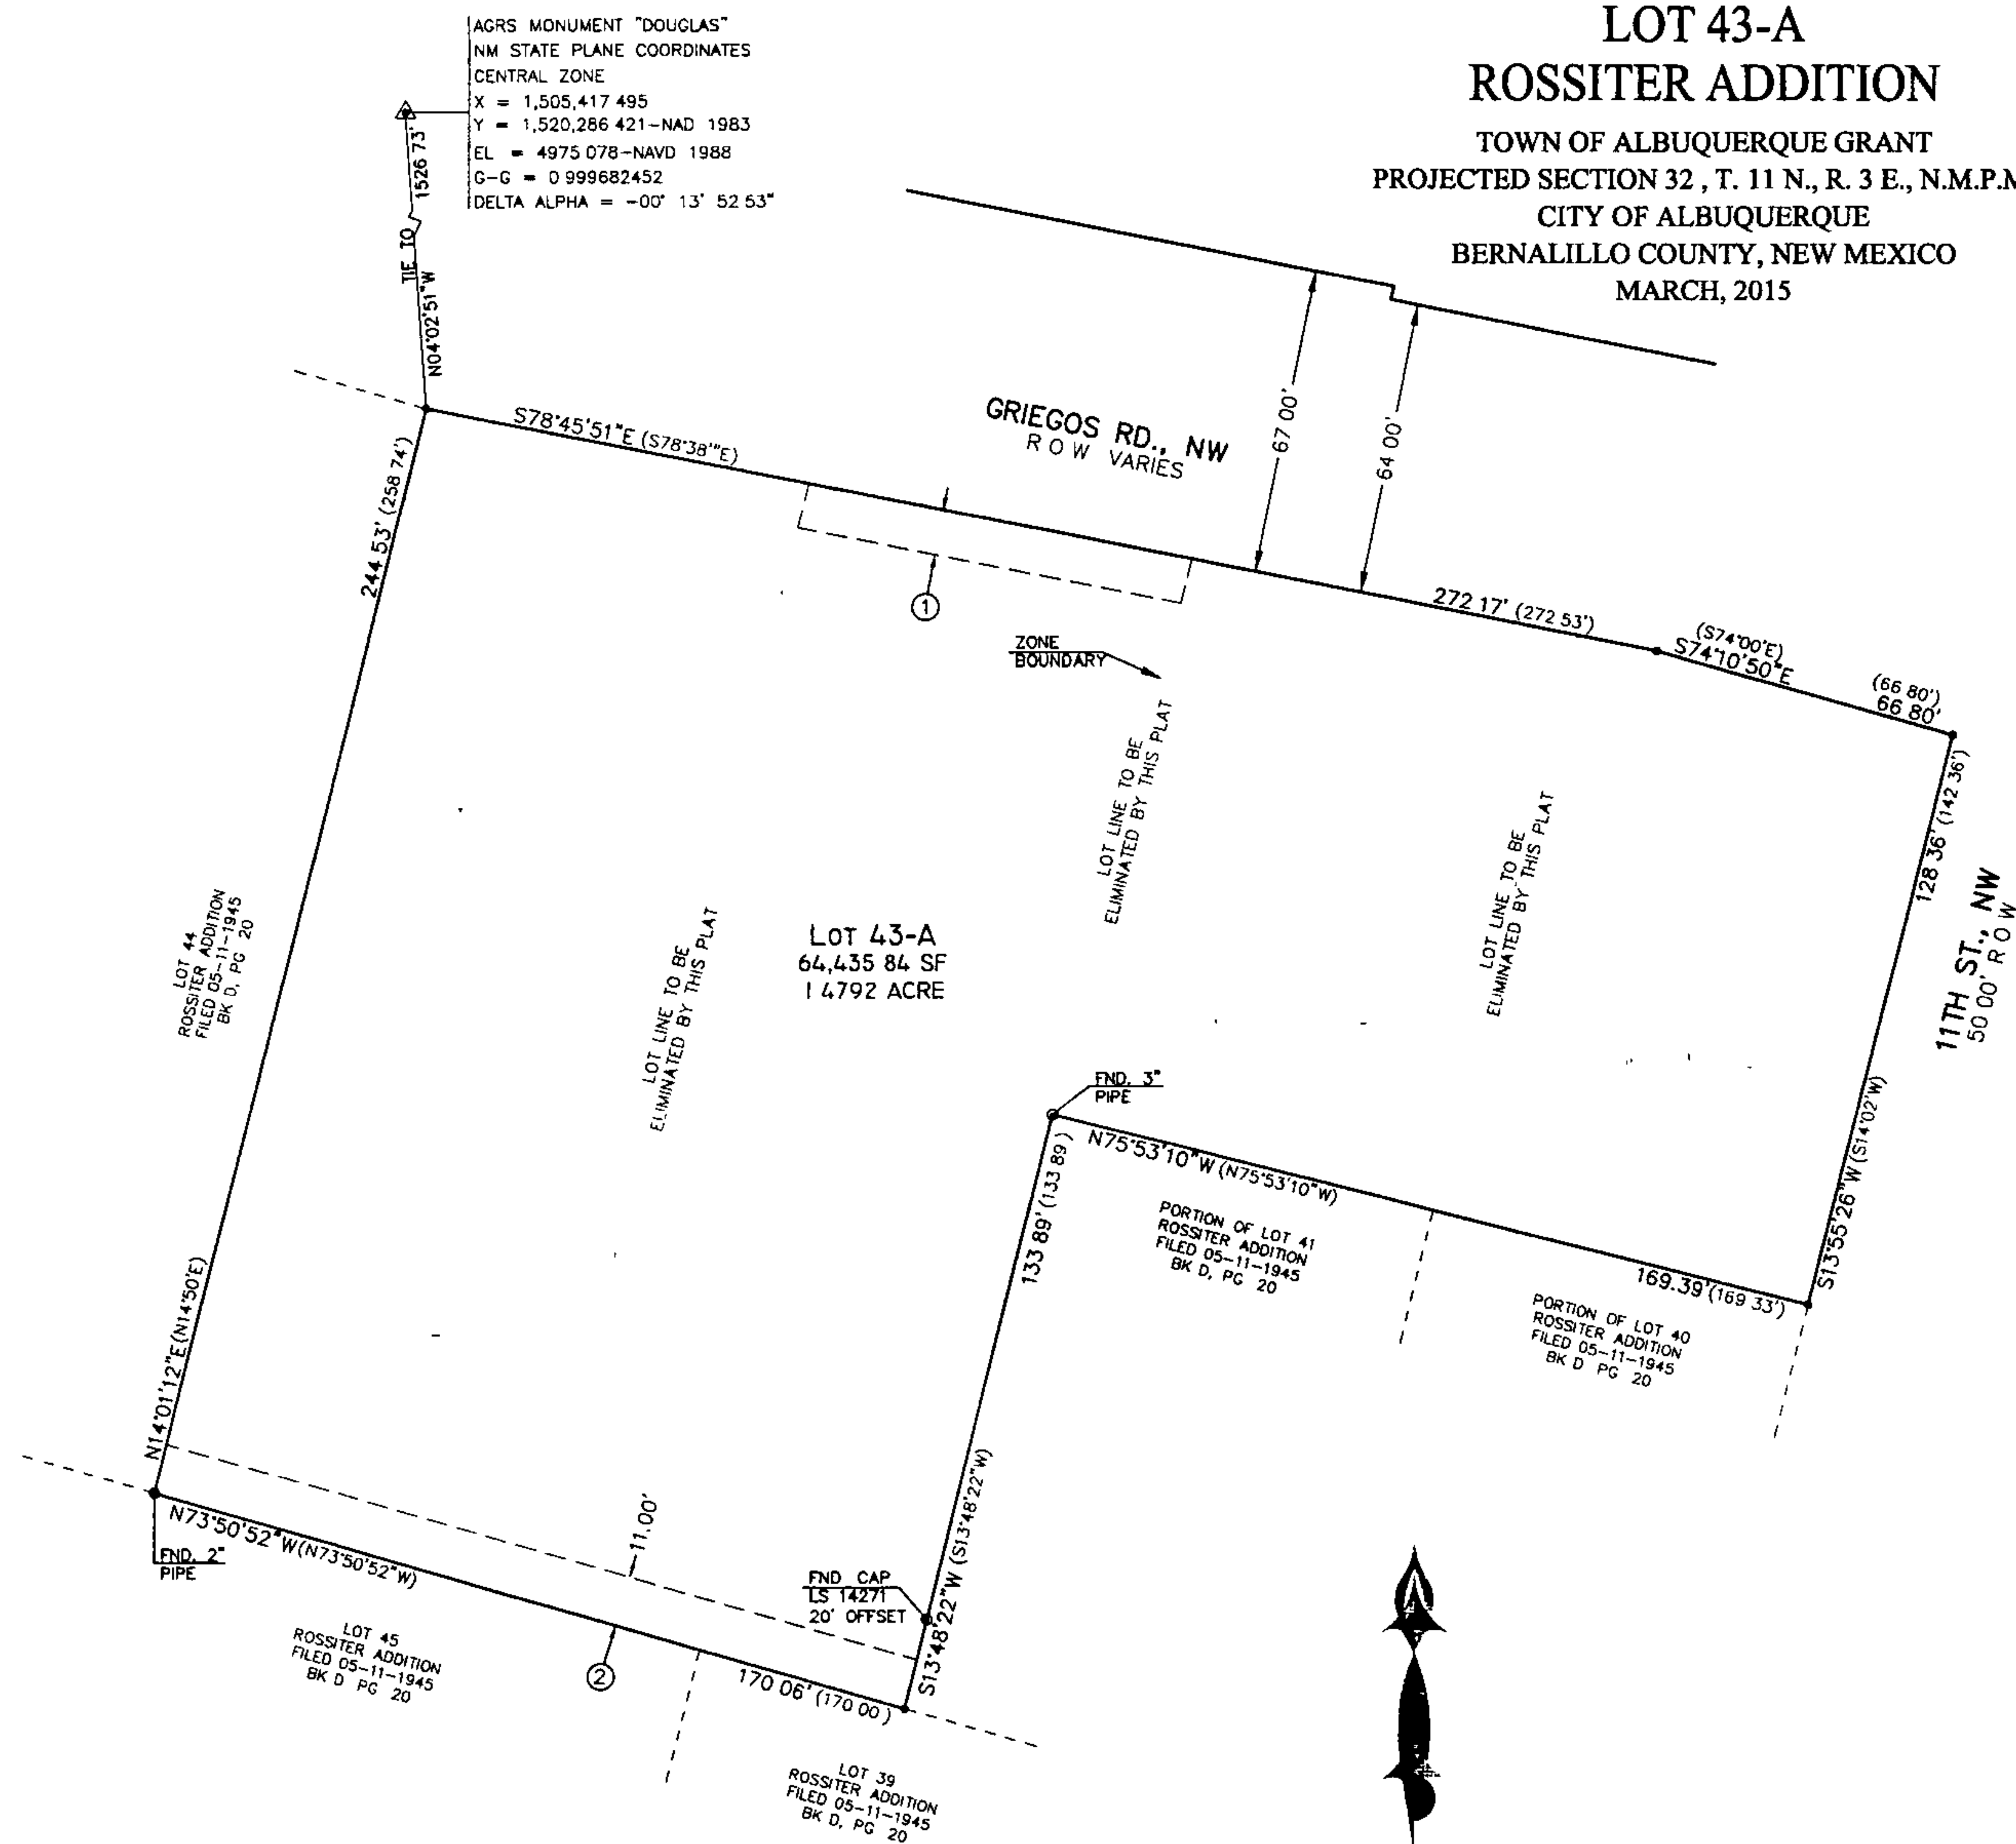 LOT 43-A
ROSSITER ADDITION
TOWN OF ALBUQUERQUE GRANT
PROJECTED SECTION 32 , T. 11 N., R. 3 E., N.M.P.M
CITY OF ALBUQUERQUE
BERNALILLO COUNTY, NEW MEXICO
MARCH, 2015
AGRS MONUMENT "DOUGLAS"
NM STATE PLANE COORDINATES
CENTRAL ZONE
X = 1,505,417 495
Y = 1,520,286 421-NAD 1983
EL = 4975 078-NAVD 1988
G-G = 0 999682452
DELTA ALPHA = -00° 13' 52 53"
TIE TO 1526 73'
N04°02'51"W
S78°45'51"E (S78°38'"E)
GRIEGOS RD., NW
R O W VARIES
67 00'
64 00'
272 17' (272 53')
(S74°00'E)
S74°10'50"E
(66 80')
66 80'
244 53' (258 74')
1
ZONE
BOUNDARY
LOT LINE TO BE
ELIMINATED BY THIS PLAT
LOT LINE TO BE
ELIMINATED BY THIS PLAT
LOT LINE TO BE
ELIMINATED BY THIS PLAT
128 36' (142 36')
11TH ST., NW
50 00' R O W
LOT 44
ROSSITER ADDITION
FILED 05-11-1945
BK D, PG 20
LOT 43-A
64,435 84 SF
1 4792 ACRE
FND. 3"
PIPE
N75°53'10"W (N75°53'10"W)
133 89' (133 89 )
S13°55'26"W (S14°02'W)
PORTION OF LOT 41
ROSSITER ADDITION
FILED 05-11-1945
BK D, PG 20
169.39' (169 33')
PORTION OF LOT 40
ROSSITER ADDITION
FILED 05-11-1945
BK D PG 20
N14°01'12"E (N14°50'E)
N73°50'52"W (N73°50'52"W)
11.00'
FND. 2"
PIPE
FND CAP
LS 14271
20' OFFSET
S13°48'22"W (S13°48'22"W)
LOT 45
ROSSITER ADDITION
FILED 05-11-1945
BK D PG 20
2
170 06' (170 00 )
LOT 39
ROSSITER ADDITION
FILED 05-11-1945
BK D, PG 20